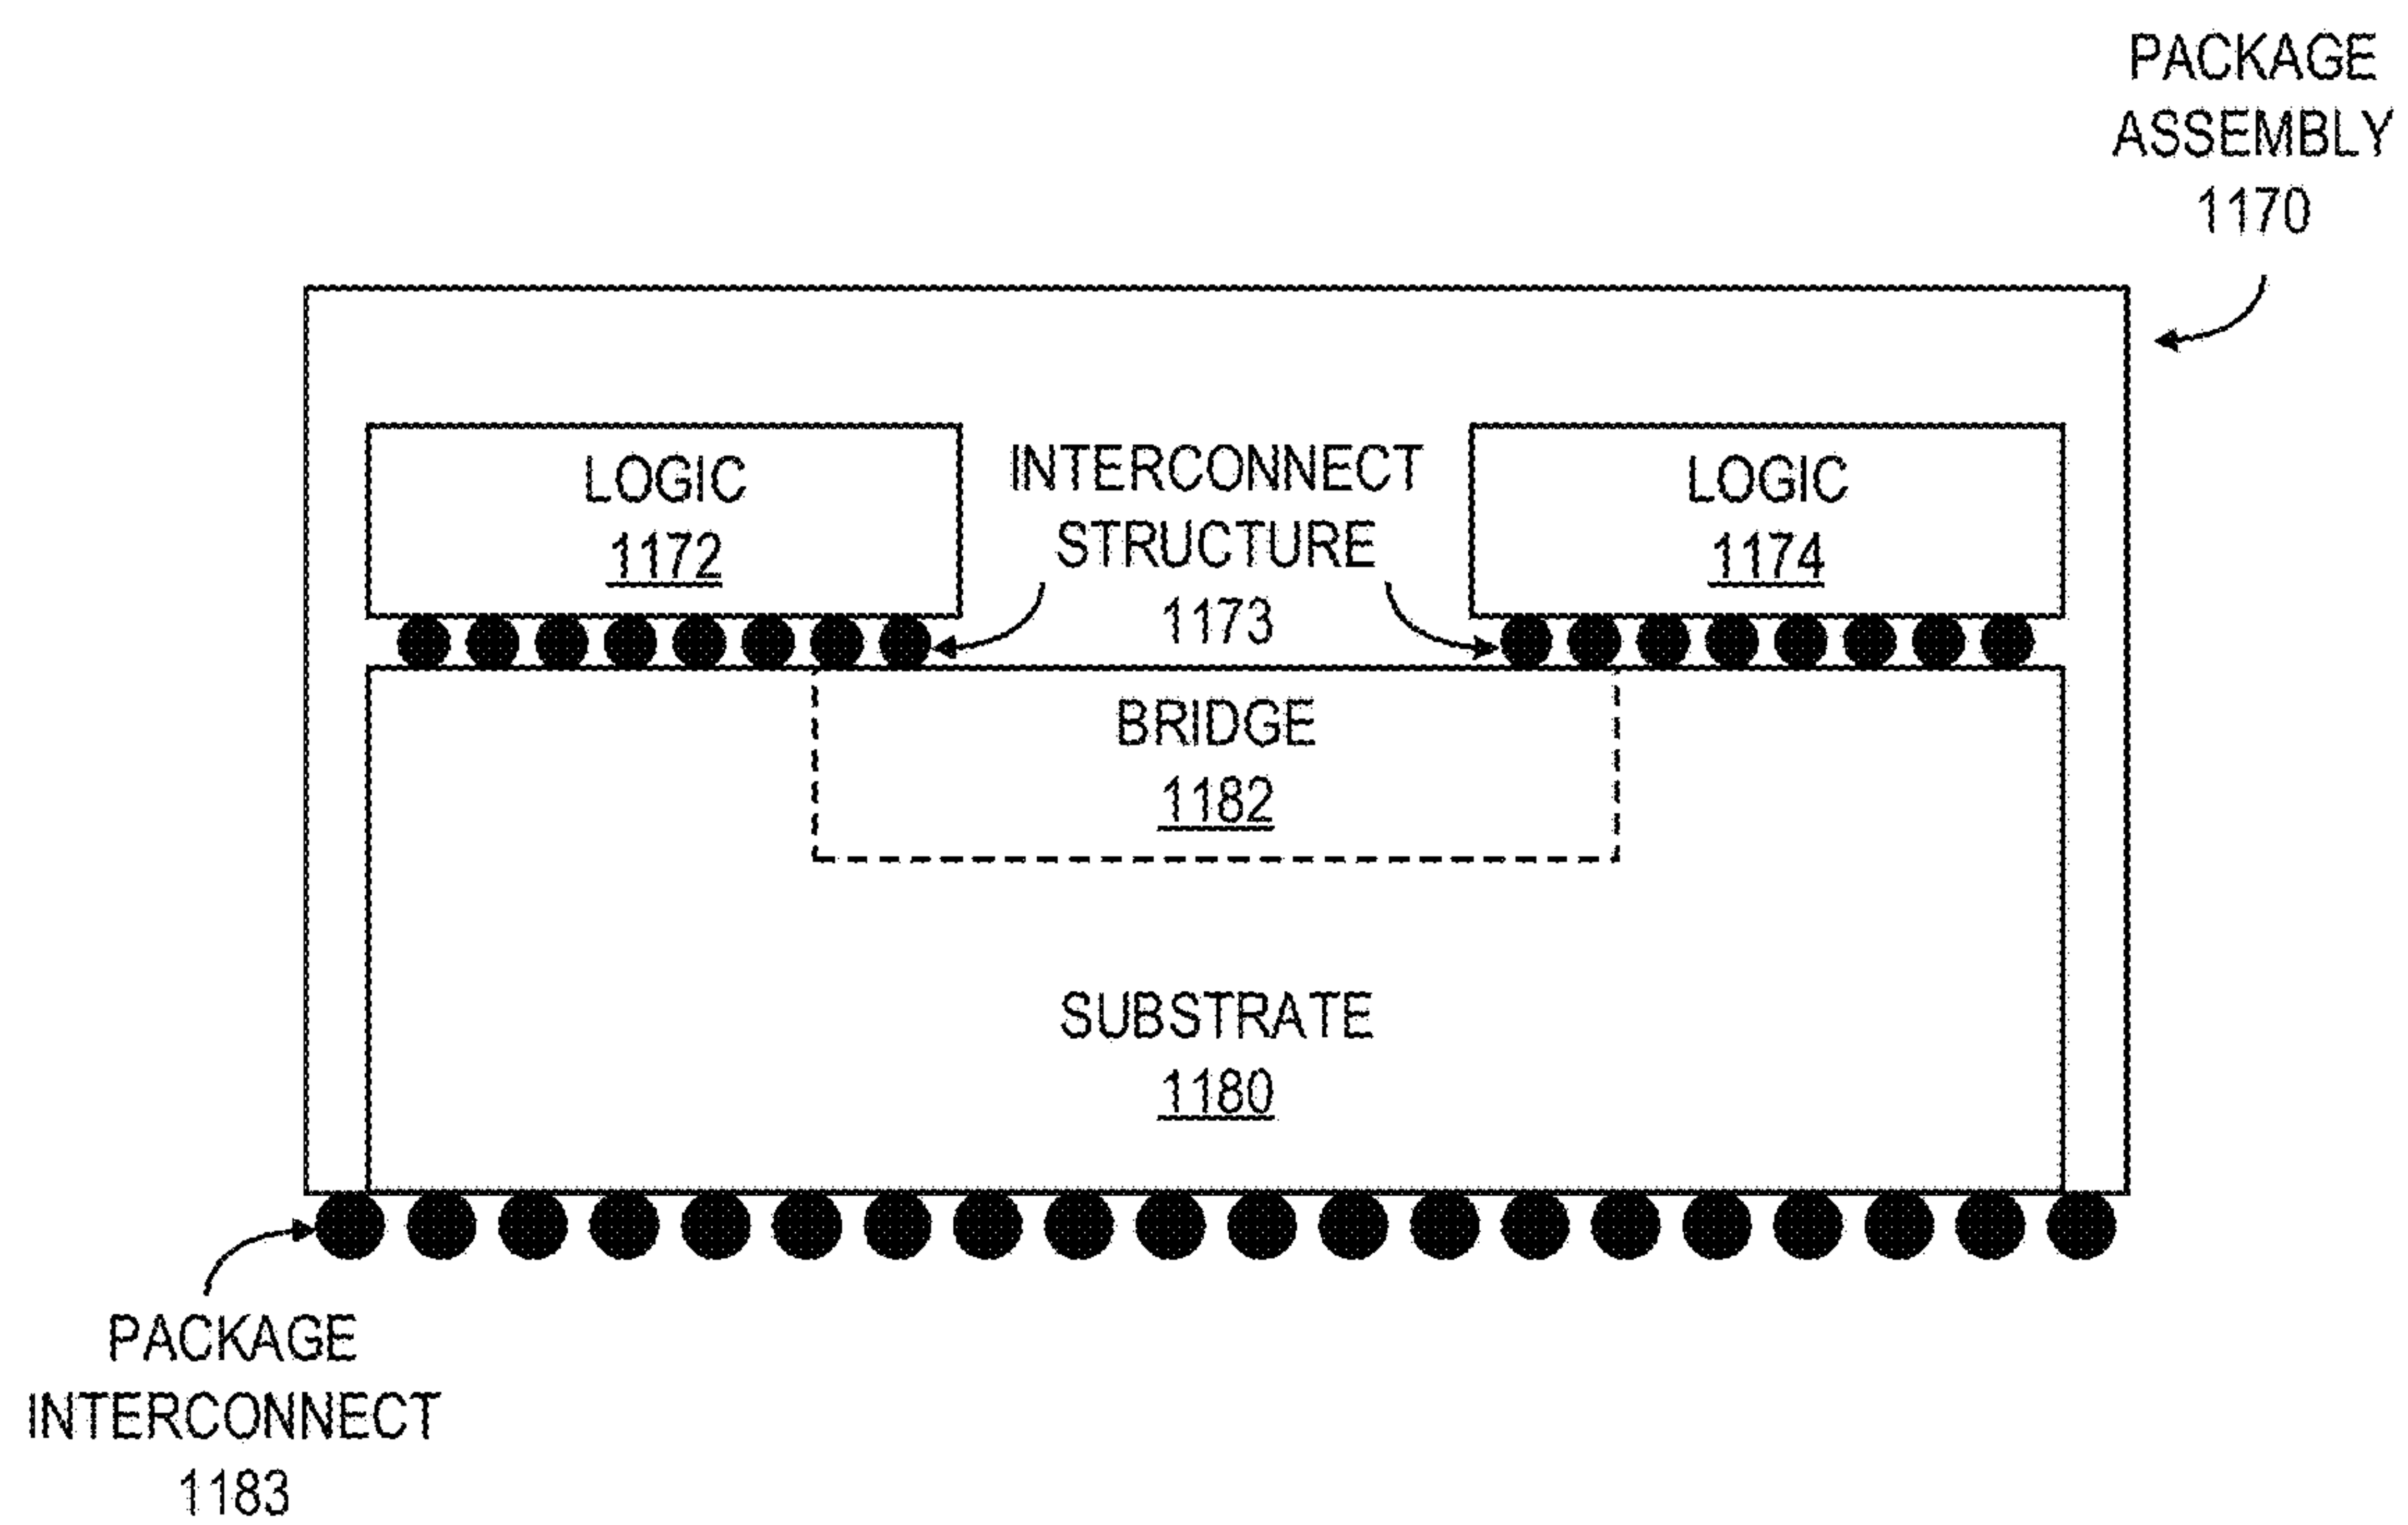 PACKAGE
ASSEMBLY
1170
LOGIC
1172
INTERCONNECT
STRUCTURE
1173
LOGIC
1174
BRIDGE
1182
SUBSTRATE
1180
PACKAGE
INTERCONNECT
1183